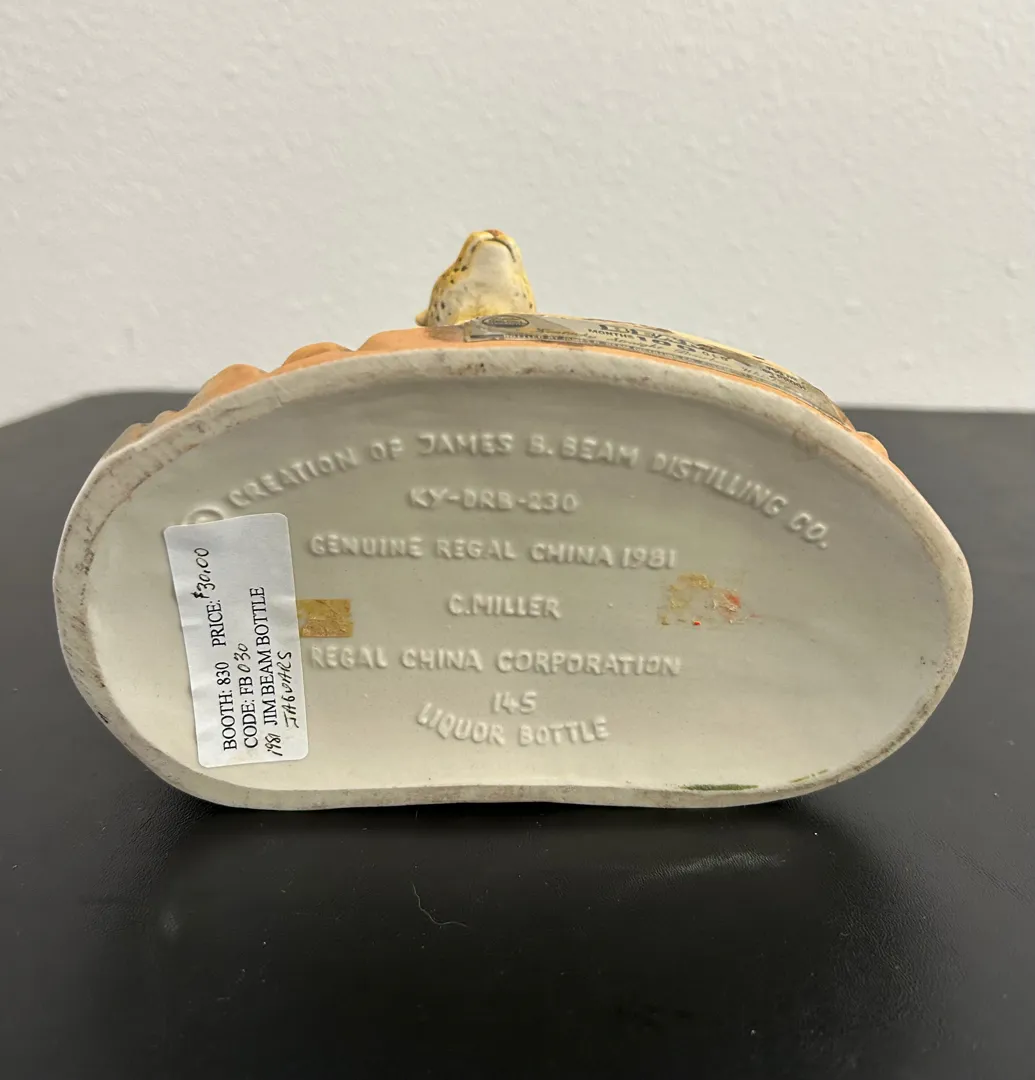 © CREATION OF JAMES B. BEAM DISTILLING CO.
KY-DRB-230
GENUINE REGAL CHINA 1981
C.MILLER
REGAL CHINA CORPORATION
145
LIQUOR BOTTLE
BOOTH: 830 PRICE: $30.00
CODE: FB030
1981 JIM BEAM BOTTLE
JAGUARS
MONTHS